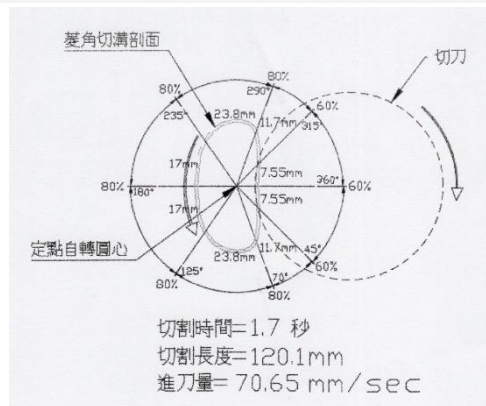 菱角切溝剖面
切刀
80%
290°
80%
235°
60%
315°
23.8mm
11.7mm
17mm
7.55mm
80%
180°
360°
60%
17mm
7.55mm
定點自轉圓心
11.7mm
45°
60%
23.8mm
125°
80%
70°
80%
切割時間=1.7 秒
切割長度=120.1mm
進刀量=70.65 mm/sec